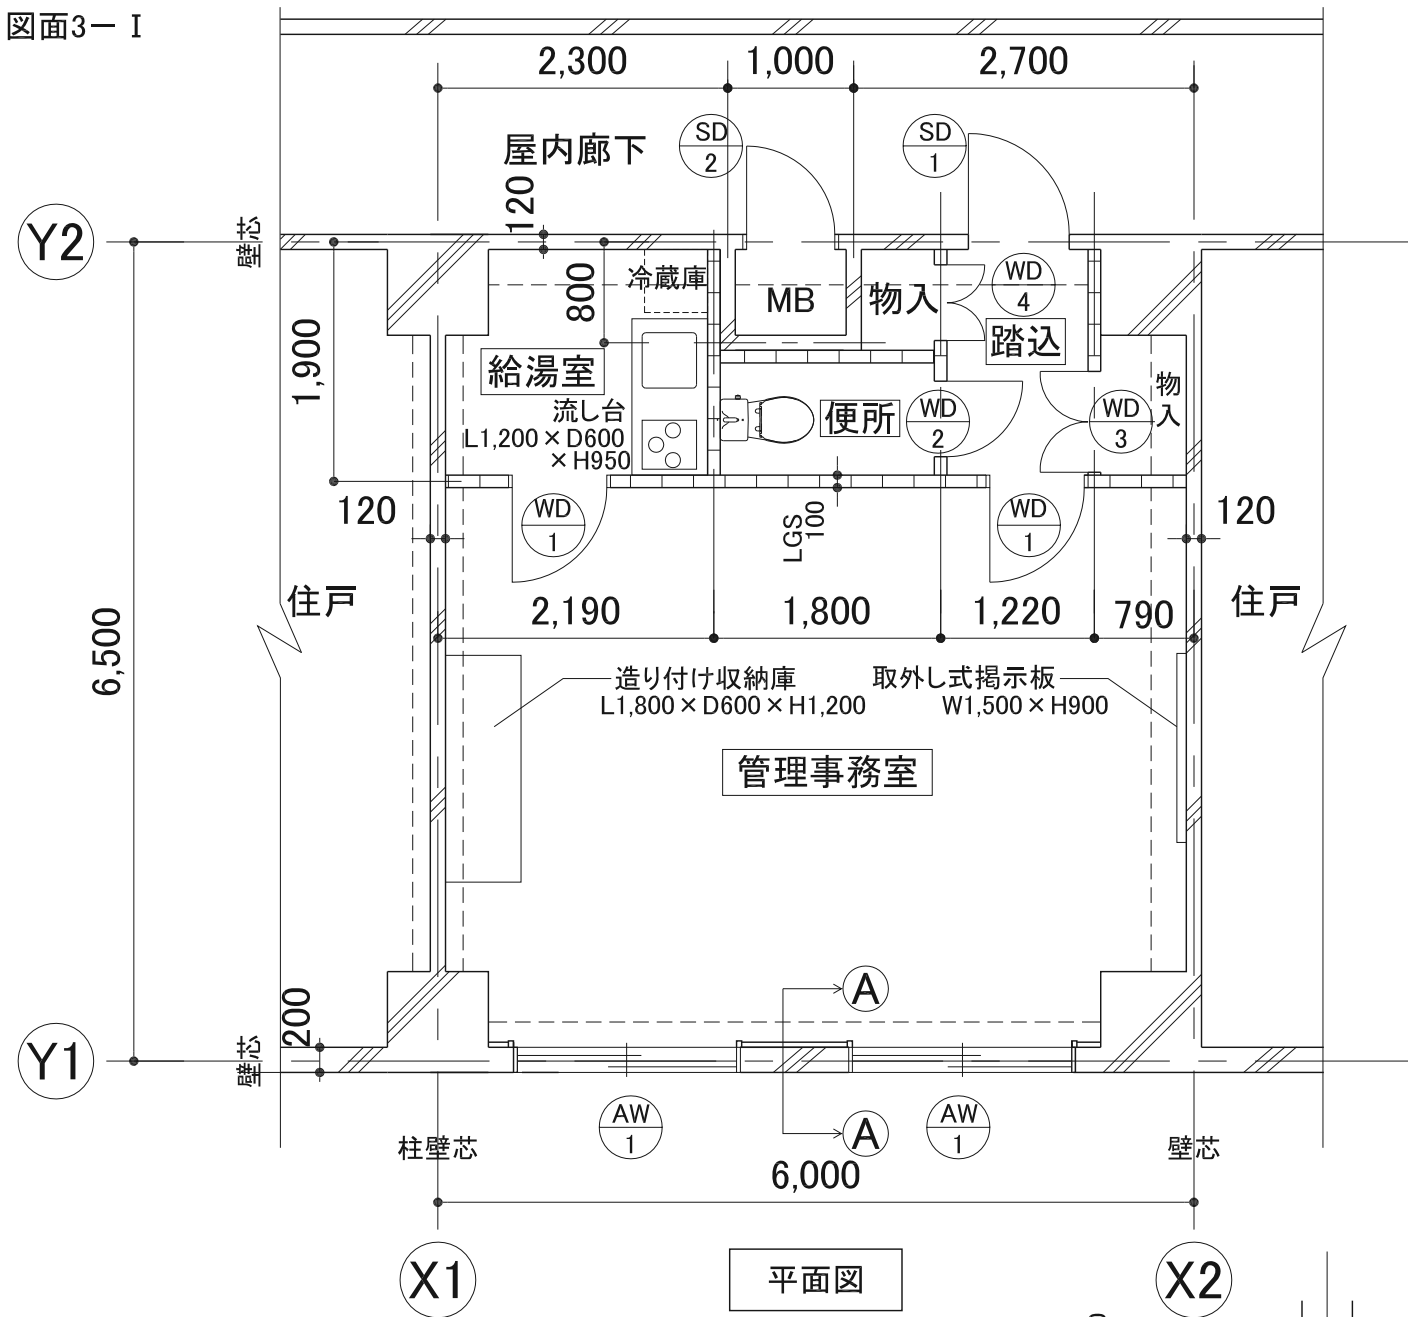 図面3－Ⅰ
2,300
1,000
2,700
SD
2
SD
1
屋内廊下
120
Y2
壁芯
冷蔵庫
800
MB
物入
WD
4
踏込
1,900
給湯室
物入
流し台
L1,200×D600
×H950
便所
WD
2
WD
3
120
WD
1
LGS
100
WD
1
120
住戸
住戸
6,500
2,190
1,800
1,220
790
造り付け収納庫
L1,800×D600×H1,200
取外し式掲示板
W1,500×H900
管理事務室
A
200
Y1
壁芯
AW
1
A
AW
1
柱壁芯
壁芯
6,000
X1
平面図
X2